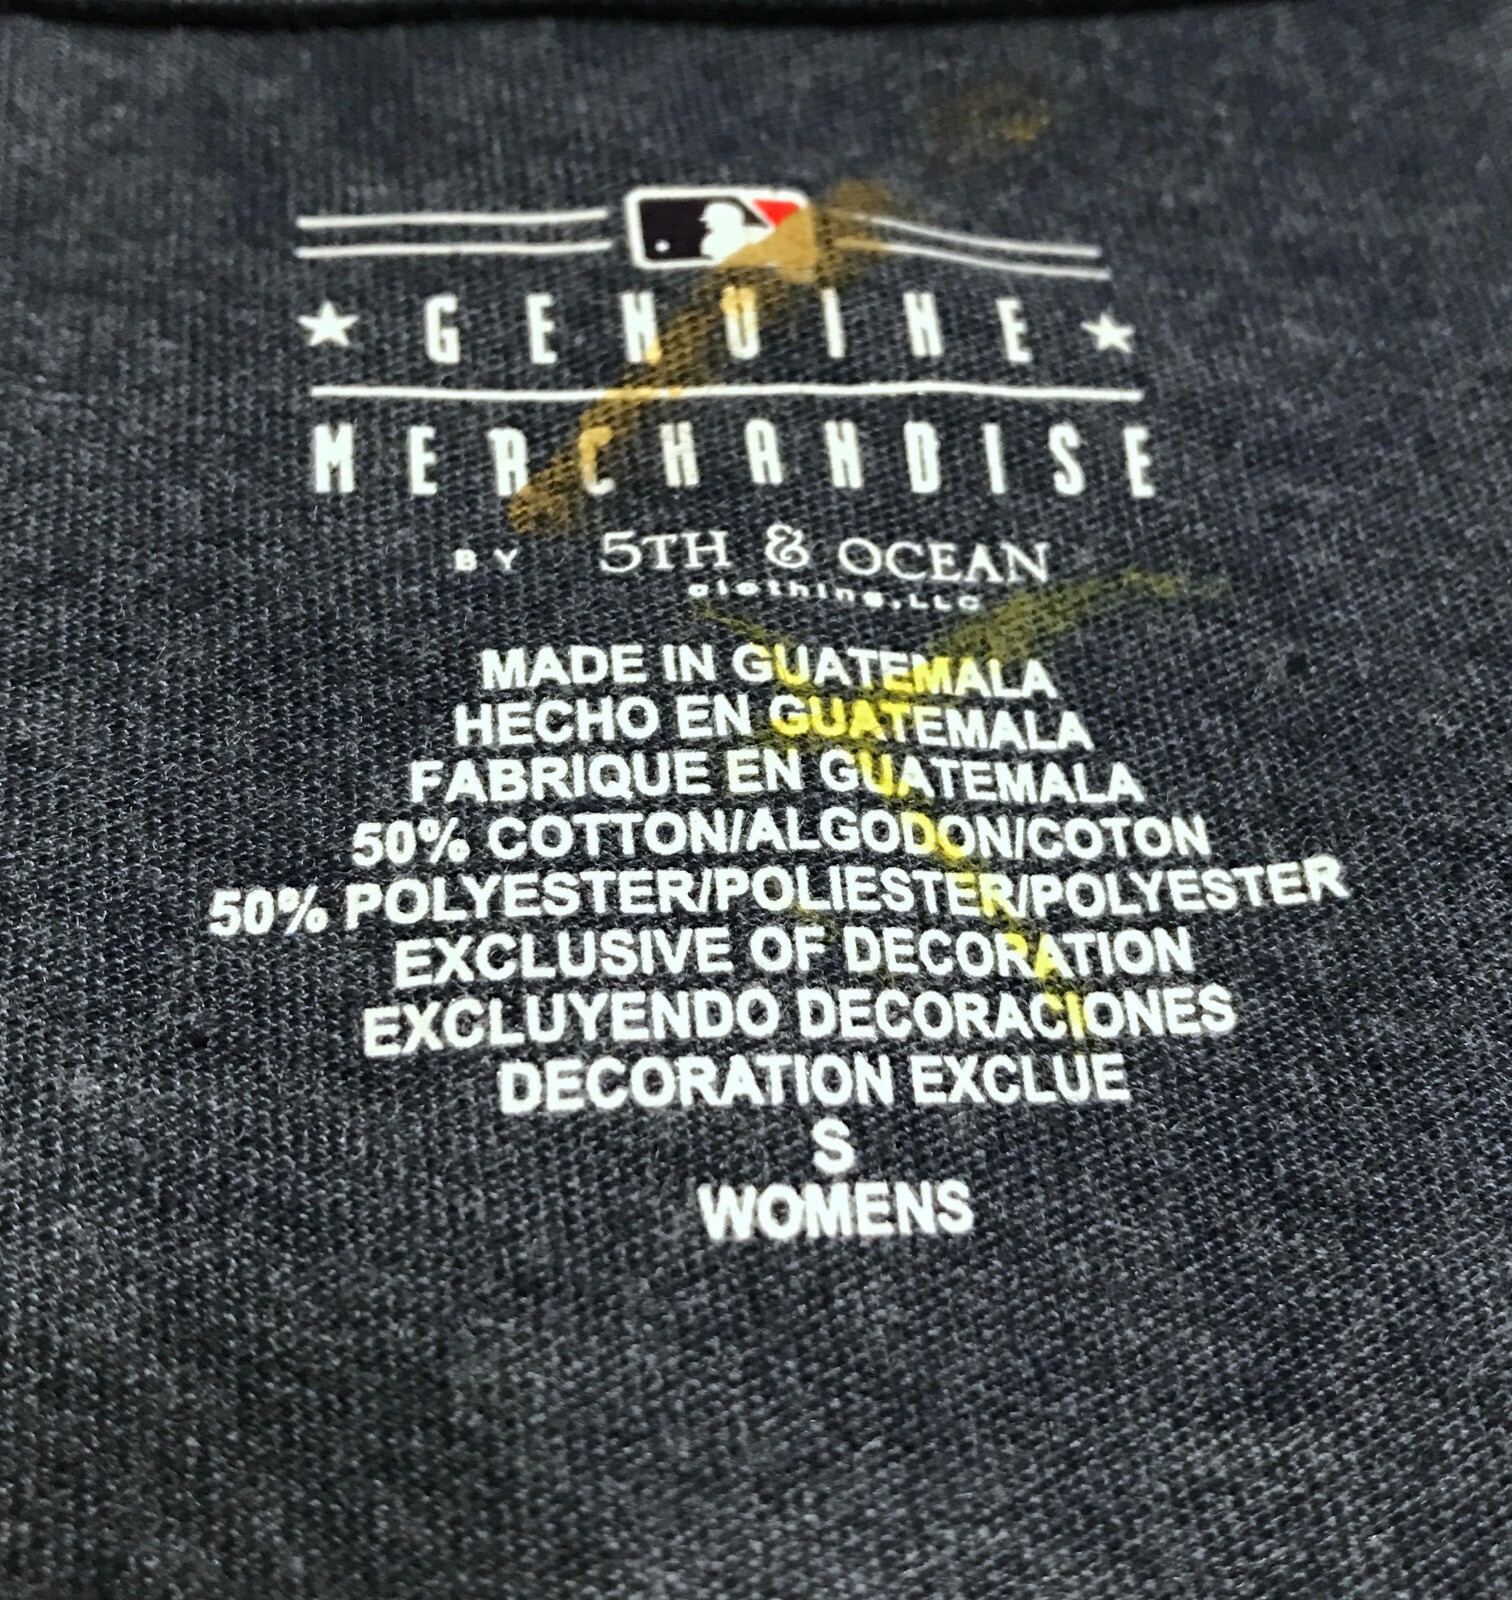 GENUINE
MERCHANDISE
BY 5TH & OCEAN
clothing, LLC
MADE IN GUATEMALA
HECHO EN GUATEMALA
FABRIQUE EN GUATEMALA
50% COTTON/ALGODON/COTON
50% POLYESTER/POLIESTER/POLYESTER
EXCLUSIVE OF DECORATION
EXCLUYENDO DECORACIONES
DECORATION EXCLUE
S
WOMENS